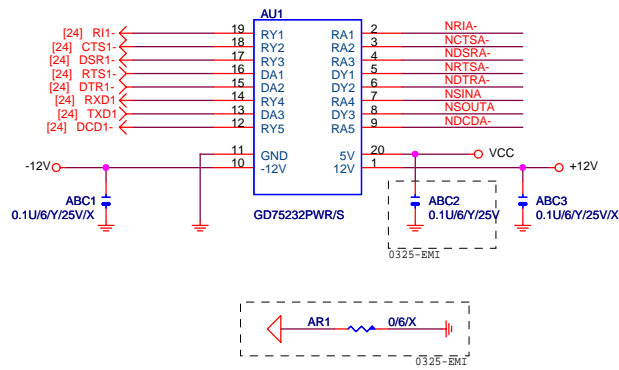 AU1
[24] RI1- 19 RY1 RA1 2 NRIA-
[24] CTS1- 18 RY2 RA2 3 NCTSA-
[24] DSR1- 17 RY3 RA3 4 NDSRA-
[24] RTS1- 16 DA1 DY1 5 NRTSA-
[24] DTR1- 15 DA2 DY2 6 NDTRA-
[24] RXD1 14 RY4 RA4 7 NSINA
[24] TXD1 13 DA3 DY3 8 NSOUTA
[24] DCD1- 12 RY5 RA5 9 NDCDA-
11 GND 5V 20 VCC
-12V 10 -12V 12V 1 +12V
ABC1
0.1U/6/Y/25V/X
GD75232PWR/S
ABC2
0.1U/6/Y/25V
ABC3
0.1U/6/Y/25V/X
0325-EMI
AR1 0/6/X
0325-EMI